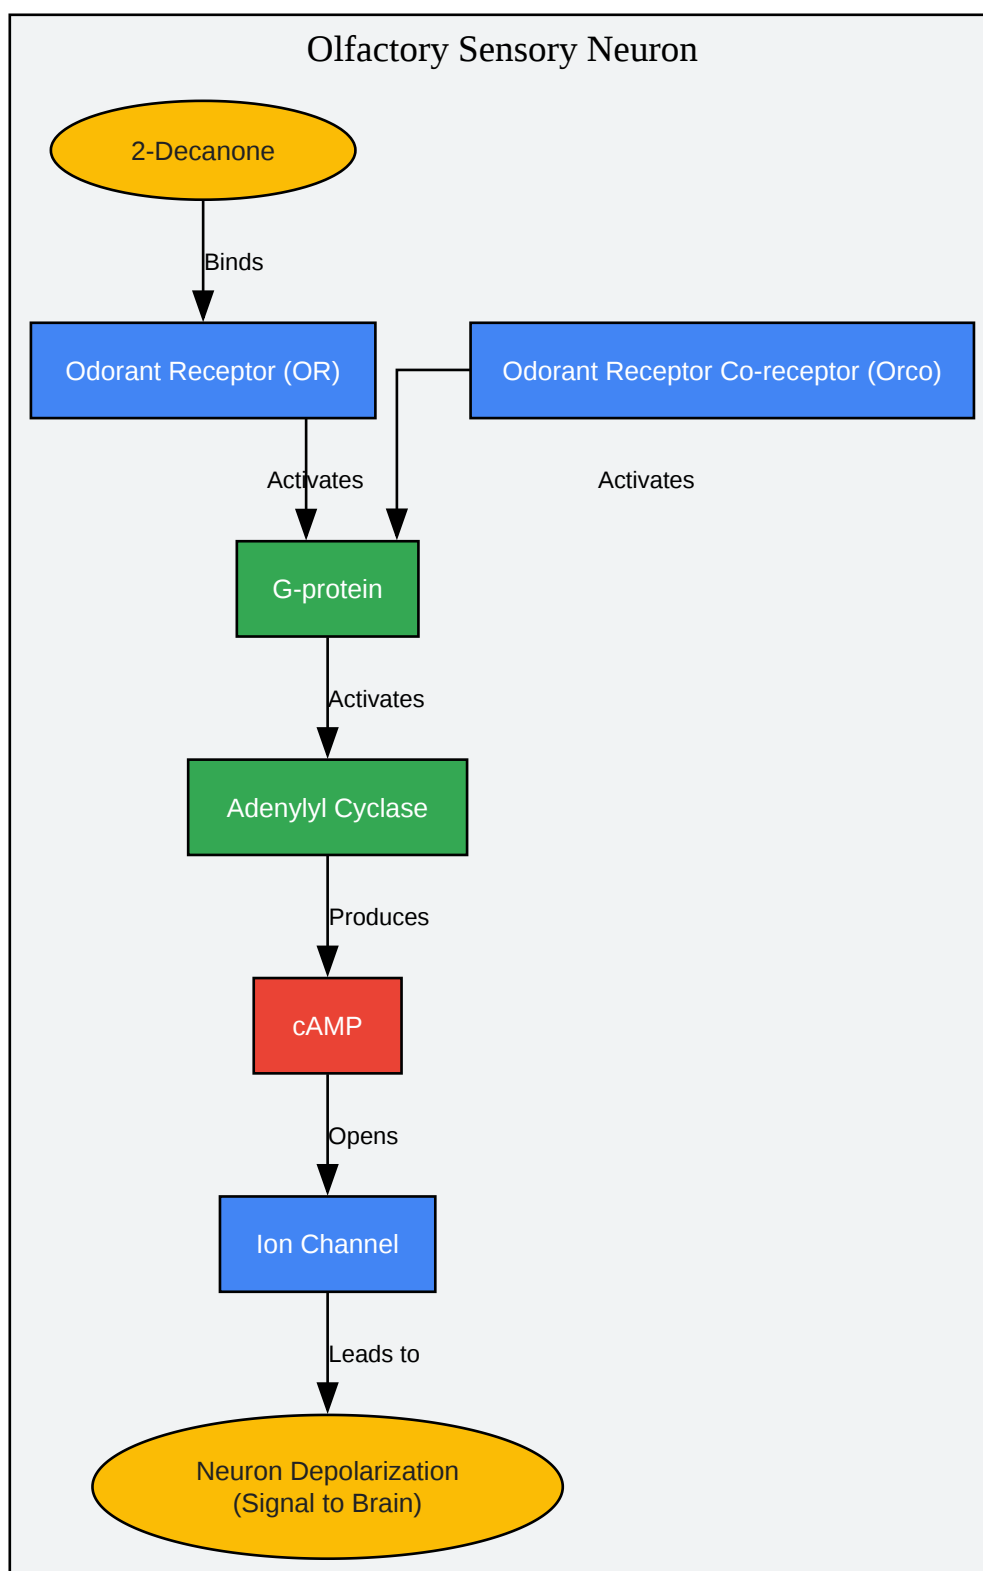 Olfactory Sensory Neuron
2-Decanone
Binds
Odorant Receptor (OR)
Odorant Receptor Co-receptor (Orco)
Activates
Activates
G-protein
Activates
Adenylyl Cyclase
Produces
cAMP
Opens
Ion Channel
Leads to
Neuron Depolarization
(Signal to Brain)